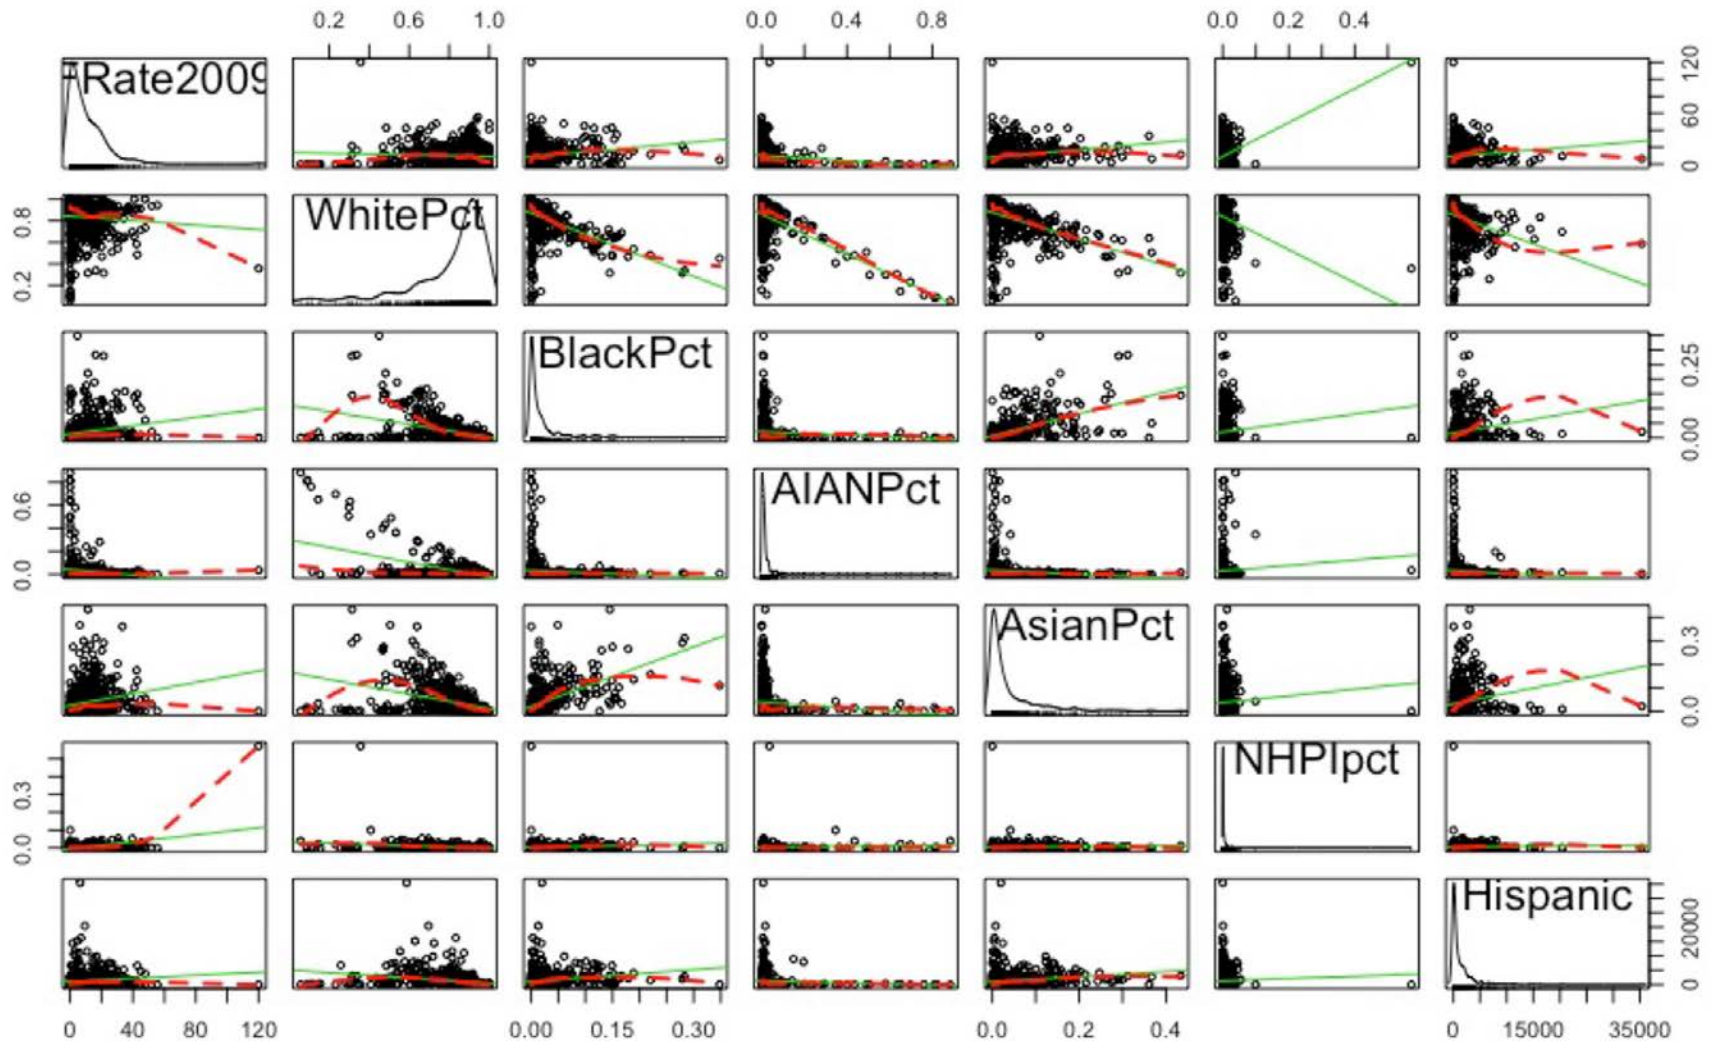 0.2 0.6 1.0 0.0 0.4 0.8 0.0 0.2 0.4
Rate2009 0 60 120
0.2 0.8 WhitePct
BlackPct 0.00 0.25
0.0 0.6 AIANPct
AsianPct 0.0 0.3
0.0 0.3 NHPIpct
Hispanic 0 20000
0 40 80 120 0.00 0.15 0.30 0.0 0.2 0.4 0 15000 35000